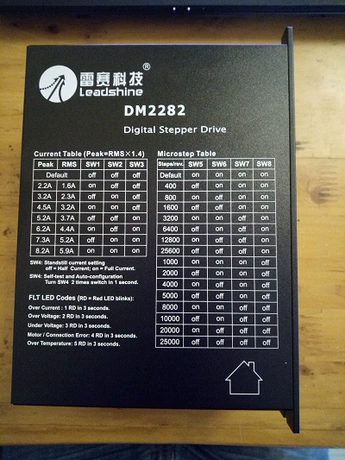 雷赛科技®
Leadshine
DM2282
Digital Stepper Drive
Current Table (Peak=RMS×1.4)
Peak RMS SW1 SW2 SW3
Default off off off
2.2A 1.6A on off off
3.2A 2.3A off on off
4.5A 3.2A on on off
5.2A 3.7A off off on
6.2A 4.4A on off on
7.3A 5.2A off on on
8.2A 5.9A on on on
SW4: Standstill current setting
off = Half Current; on = Full Current.
SW4: Self-test and Auto-configuration
Turn SW4 2 times switch in 1 second.
FLT LED Codes (RD = Red LED blinks):
Over Current : 1 RD in 3 seconds.
Over Voltage: 2 RD in 3 seconds.
Under Voltage: 3 RD in 3 seconds.
Motor / Connection Error: 4 RD in 3 seconds.
Over Temperature: 5 RD in 3 seconds.
Microstep Table
Steps/rev. SW5 SW6 SW7 SW8
Default on on on on
400 off on on on
800 on off on on
1600 off off on on
3200 on on off on
6400 off on off on
12800 on off off on
25600 off off off on
1000 on on on off
2000 off on on off
4000 on off on off
5000 off off on off
8000 on on off off
10000 off on off off
20000 on off off off
25000 off off off off